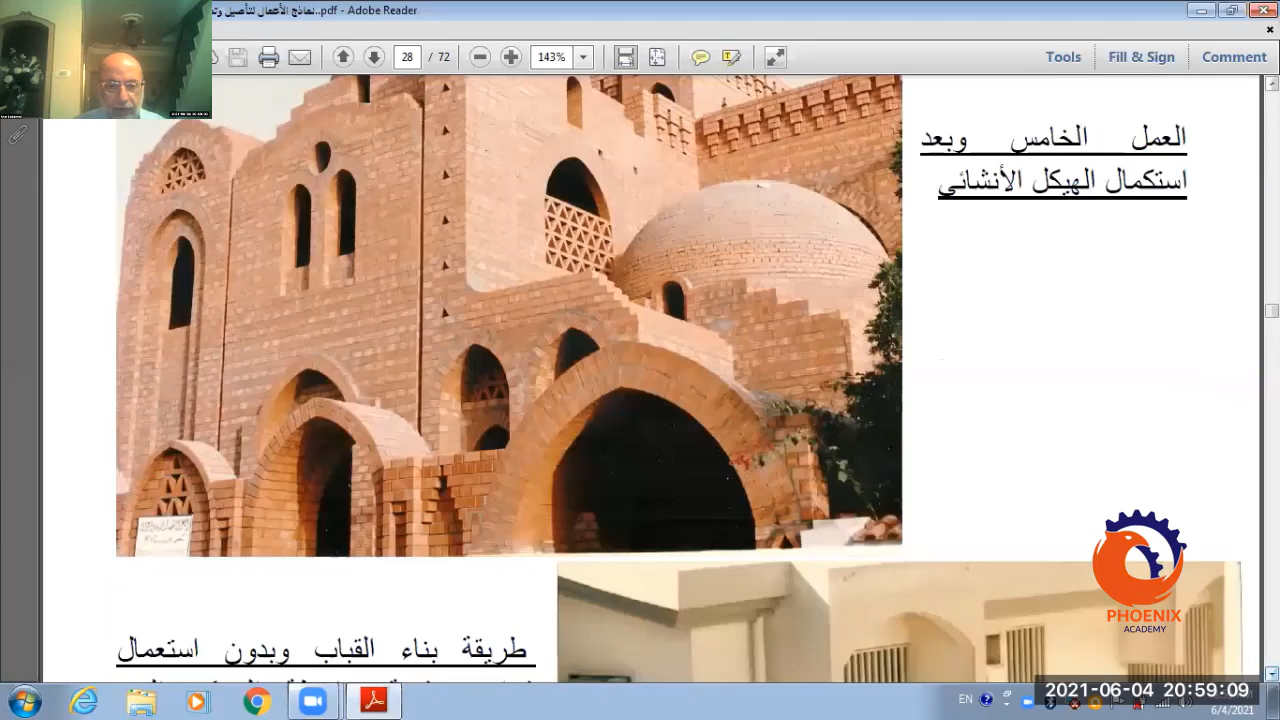 نماذج الأعمال لتأصيل وتد...pdf - Adobe Reader
28 / 72
143%
Tools
Fill & Sign
Comment
العمل الخامس وبعد
استكمال الهيكل الأنشائي
PHOENIX
ACADEMY
طريقة بناء القباب وبدون استعمال
EN
2021-06-04 20:59:09
6/4/2021